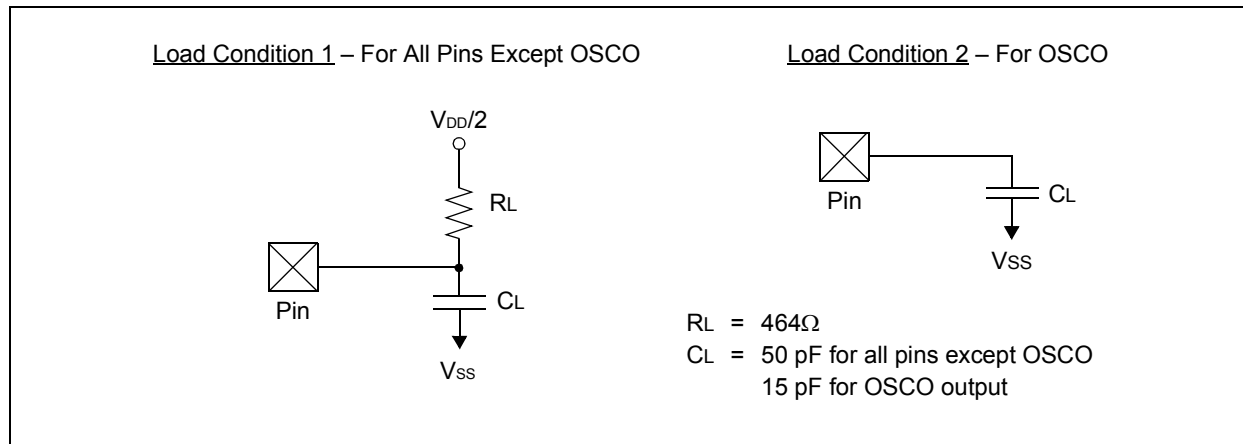 Load Condition 1 – For All Pins Except OSCO
VDD/2
RL
Pin
CL
VSS
Load Condition 2 – For OSCO
Pin
CL
VSS
RL = 464Ω
CL = 50 pF for all pins except OSCO
15 pF for OSCO output